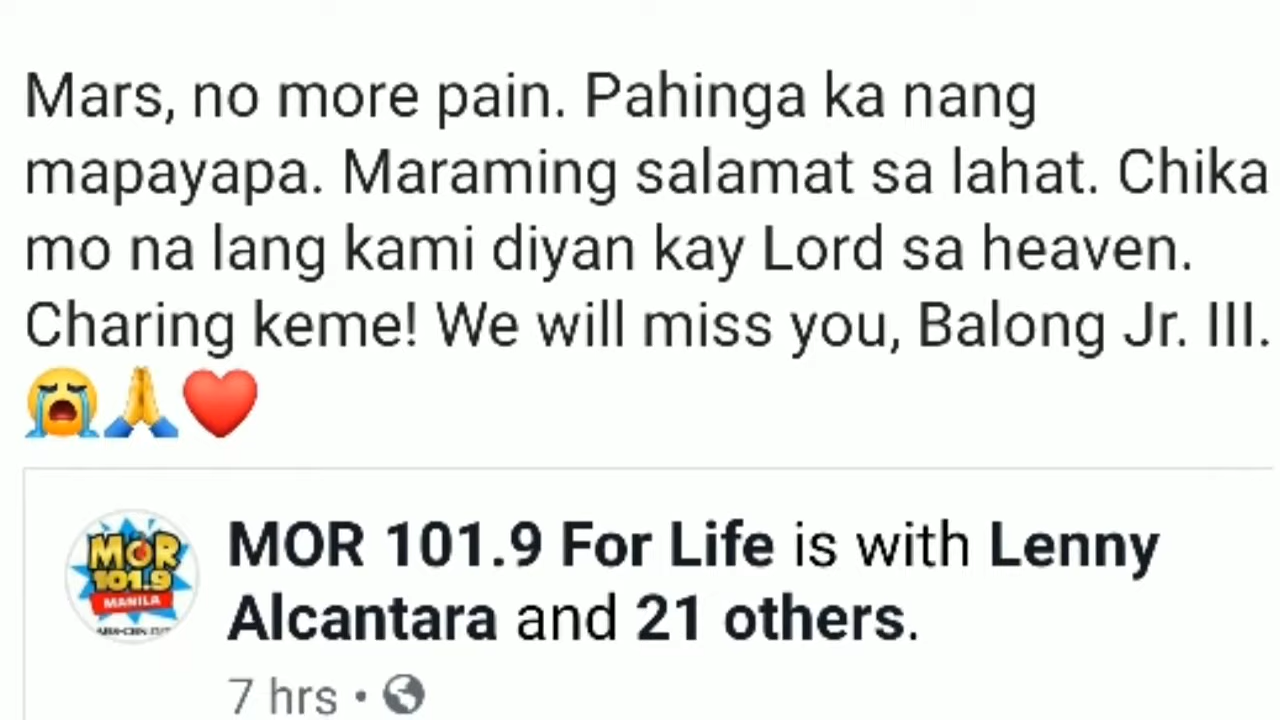 Mars, no more pain. Pahinga ka nang
mapayapa. Maraming salamat sa lahat. Chika
mo na lang kami diyan kay Lord sa heaven.
Charing keme! We will miss you, Balong Jr. III.
😭🙏❤️
MOR
101.9
MANILA
MOR 101.9 For Life is with Lenny
Alcantara and 21 others.
7 hrs •